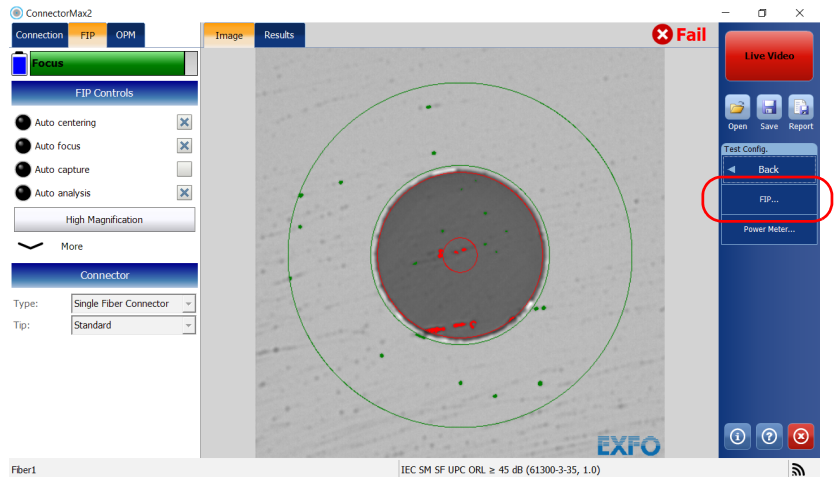 ConnectorMax2
Connection FIP OPM
Focus
FIP Controls
Auto centering
Auto focus
Auto capture
Auto analysis
High Magnification
More
Connector
Type: Single Fiber Connector
Tip: Standard
Image Results
Fail
EXFO
Live Video
Open Save Report
Test Config.
Back
FIP...
Power Meter...
Fiber1
IEC SM SF UPC ORL ≥ 45 dB (61300-3-35, 1.0)